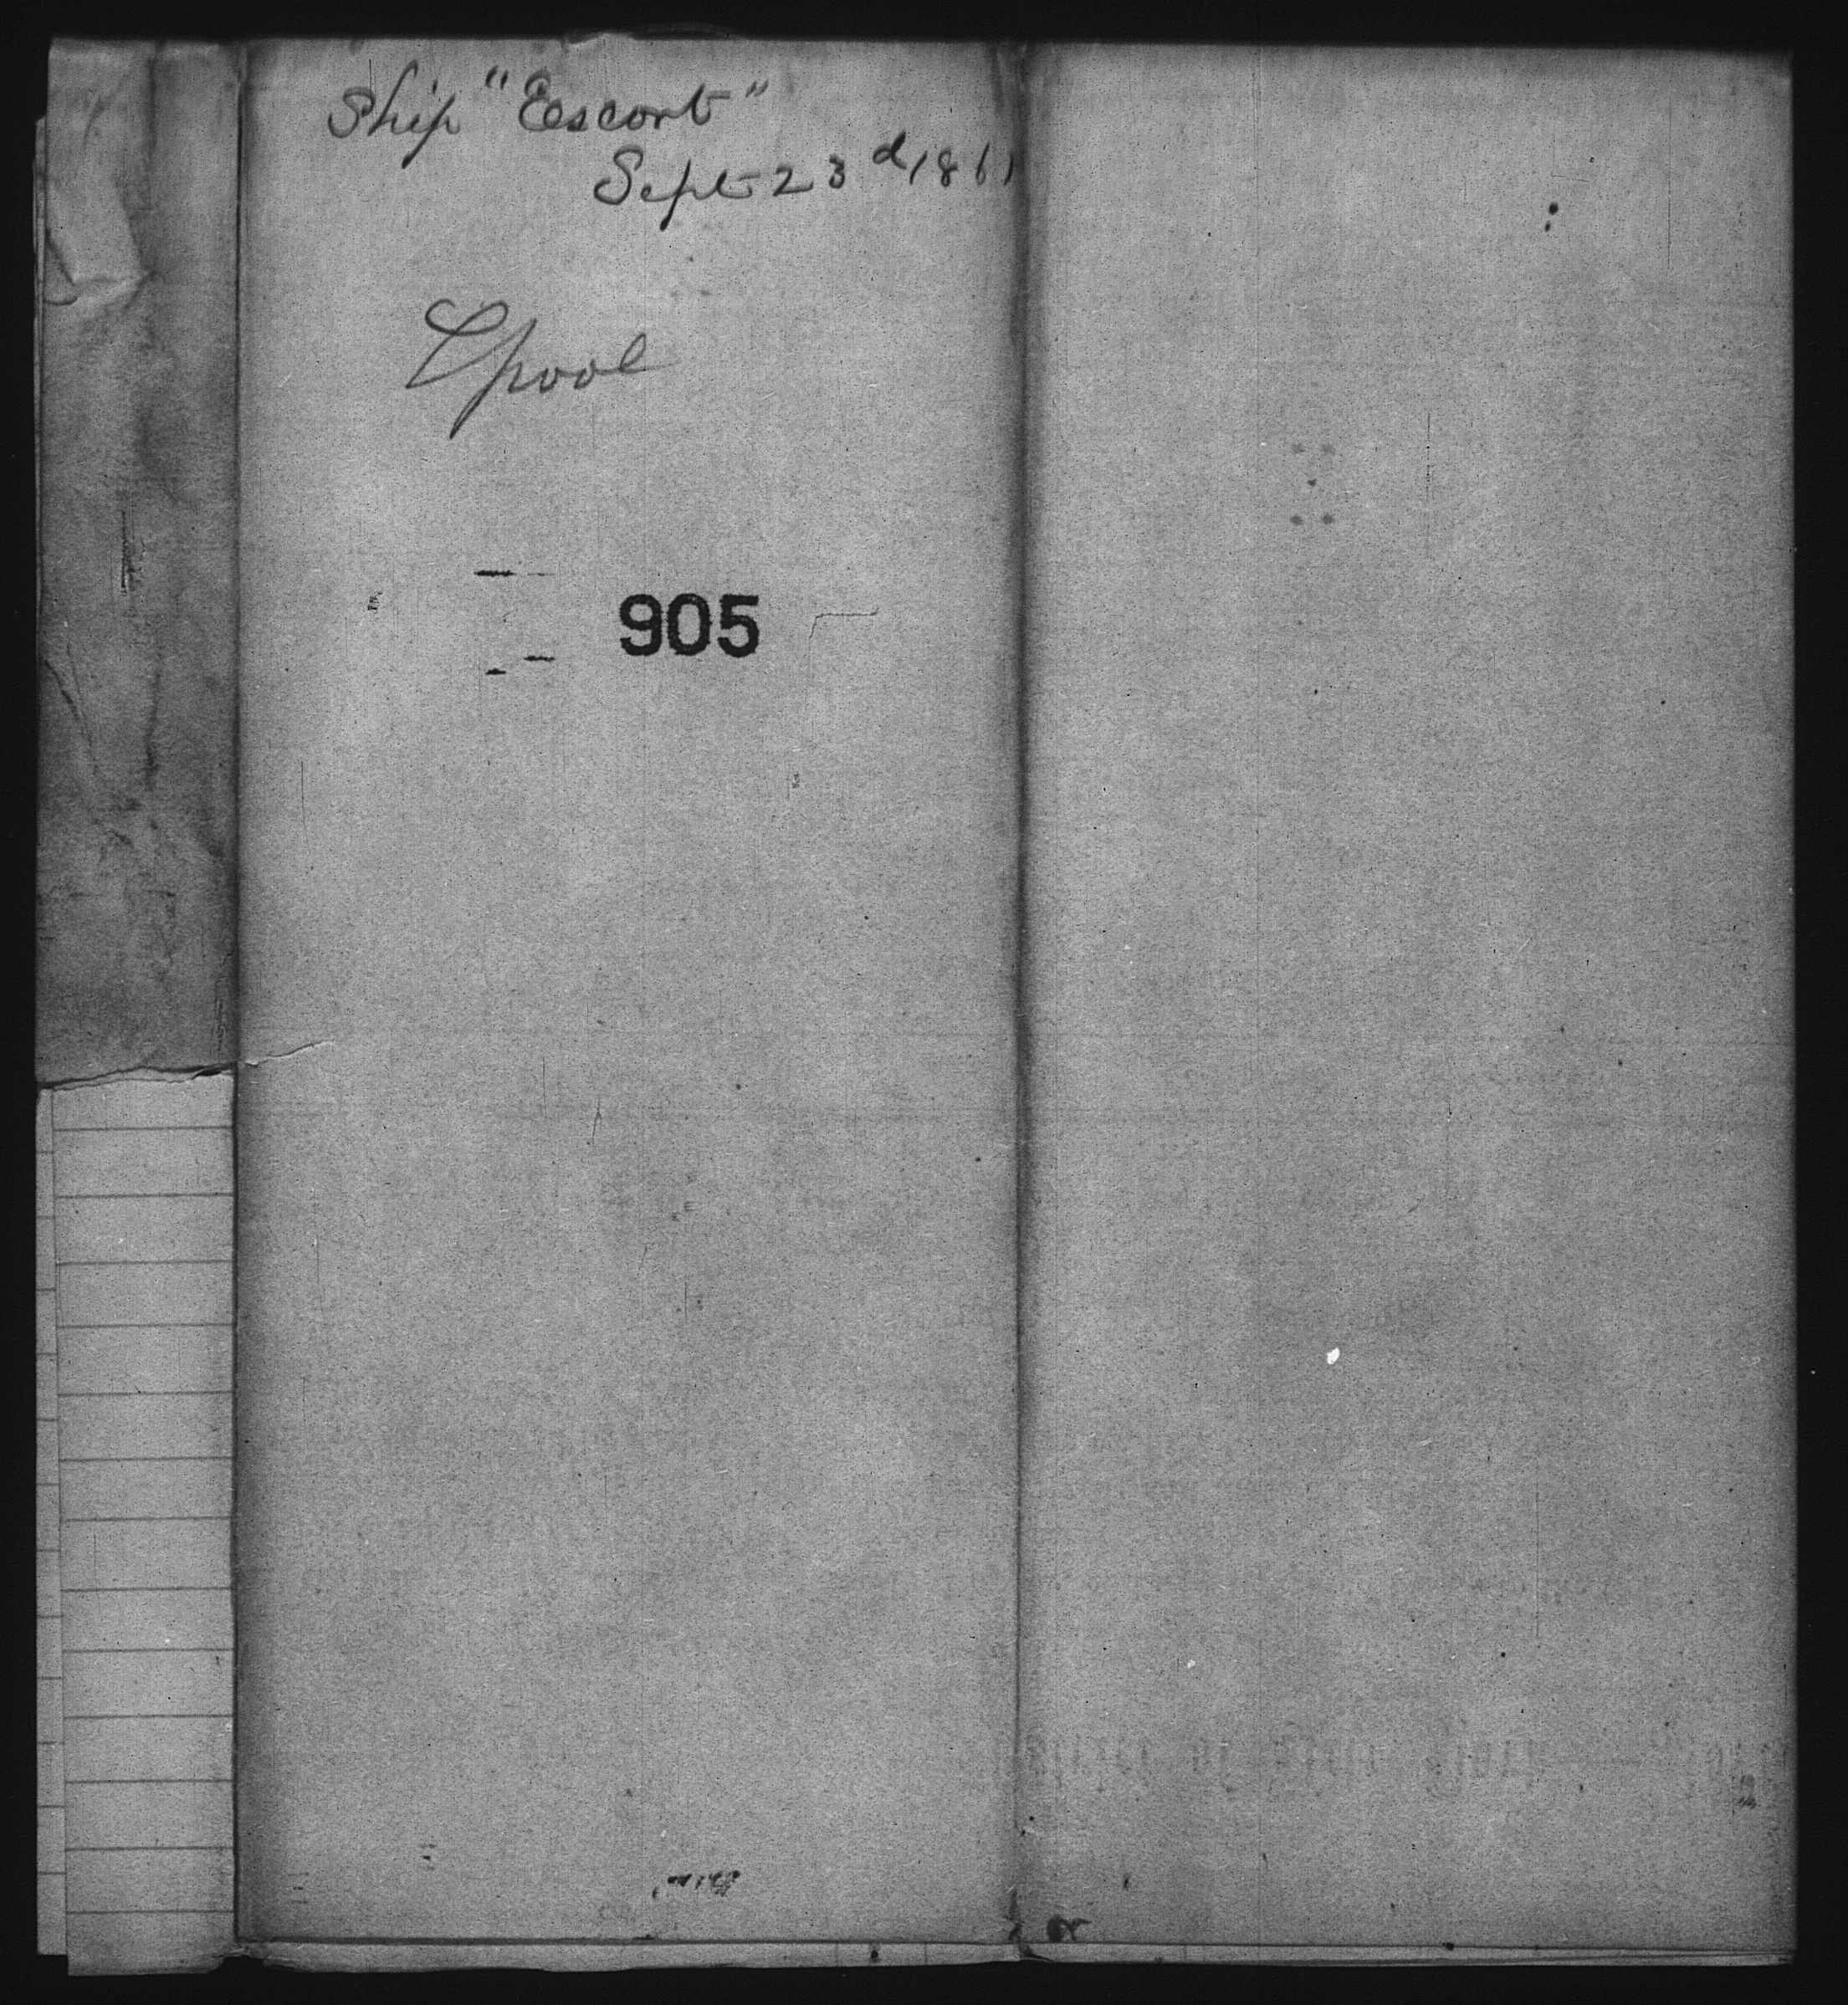 Ship "Escort"
Sept 23d 1861
Lpool
905